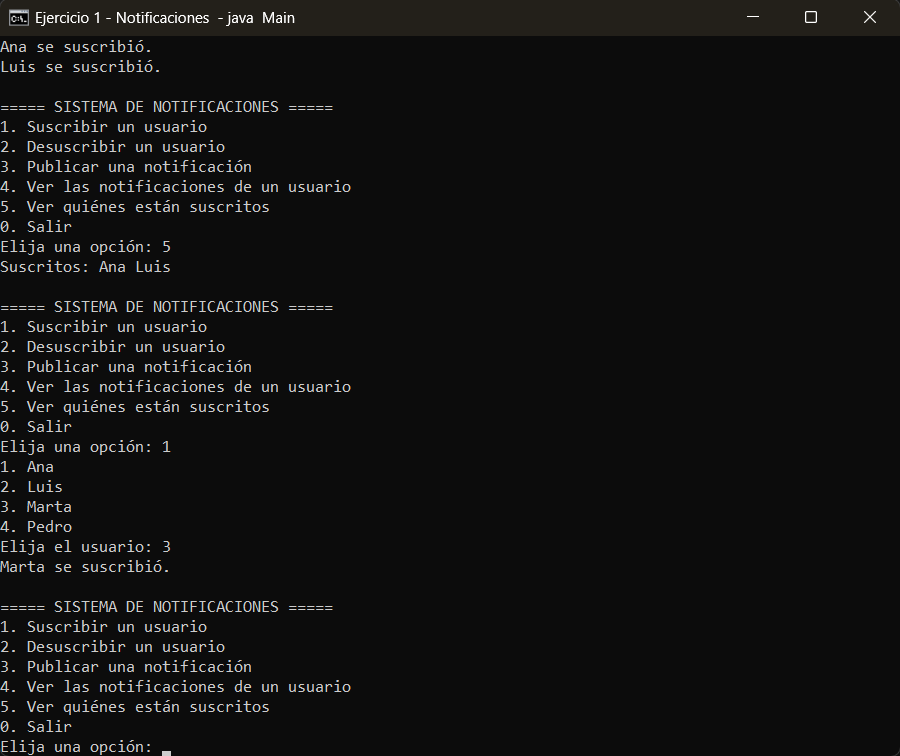 Ejercicio 1 - Notificaciones - java Main
Ana se suscribió.
Luis se suscribió.
===== SISTEMA DE NOTIFICACIONES =====
1. Suscribir un usuario
2. Desuscribir un usuario
3. Publicar una notificación
4. Ver las notificaciones de un usuario
5. Ver quiénes están suscritos
0. Salir
Elija una opción: 5
Suscritos: Ana Luis
===== SISTEMA DE NOTIFICACIONES =====
1. Suscribir un usuario
2. Desuscribir un usuario
3. Publicar una notificación
4. Ver las notificaciones de un usuario
5. Ver quiénes están suscritos
0. Salir
Elija una opción: 1
1. Ana
2. Luis
3. Marta
4. Pedro
Elija el usuario: 3
Marta se suscribió.
===== SISTEMA DE NOTIFICACIONES =====
1. Suscribir un usuario
2. Desuscribir un usuario
3. Publicar una notificación
4. Ver las notificaciones de un usuario
5. Ver quiénes están suscritos
0. Salir
Elija una opción: